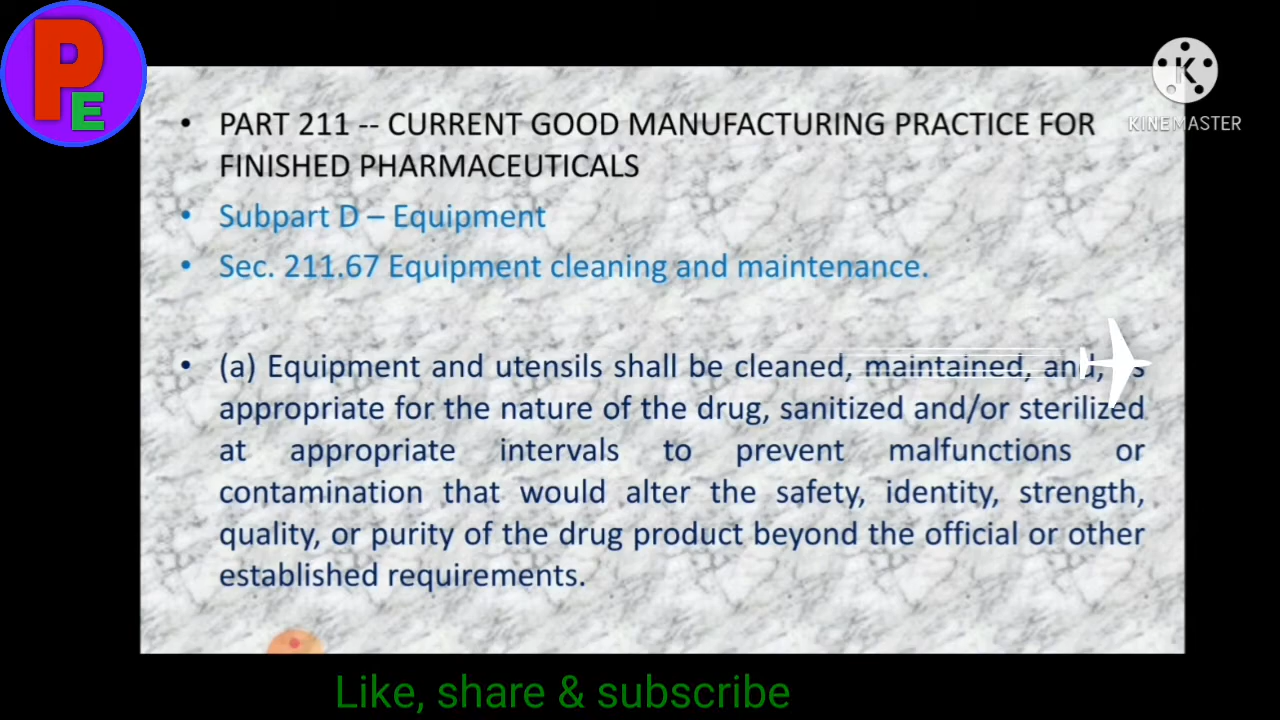 PE
K
KINEMASTER
• PART 211 -- CURRENT GOOD MANUFACTURING PRACTICE FOR
FINISHED PHARMACEUTICALS
• Subpart D – Equipment
• Sec. 211.67 Equipment cleaning and maintenance.
• (a) Equipment and utensils shall be cleaned, maintained, and,
appropriate for the nature of the drug, sanitized and/or sterilized
at appropriate intervals to prevent malfunctions or
contamination that would alter the safety, identity, strength,
quality, or purity of the drug product beyond the official or other
established requirements.
Like, share & subscribe